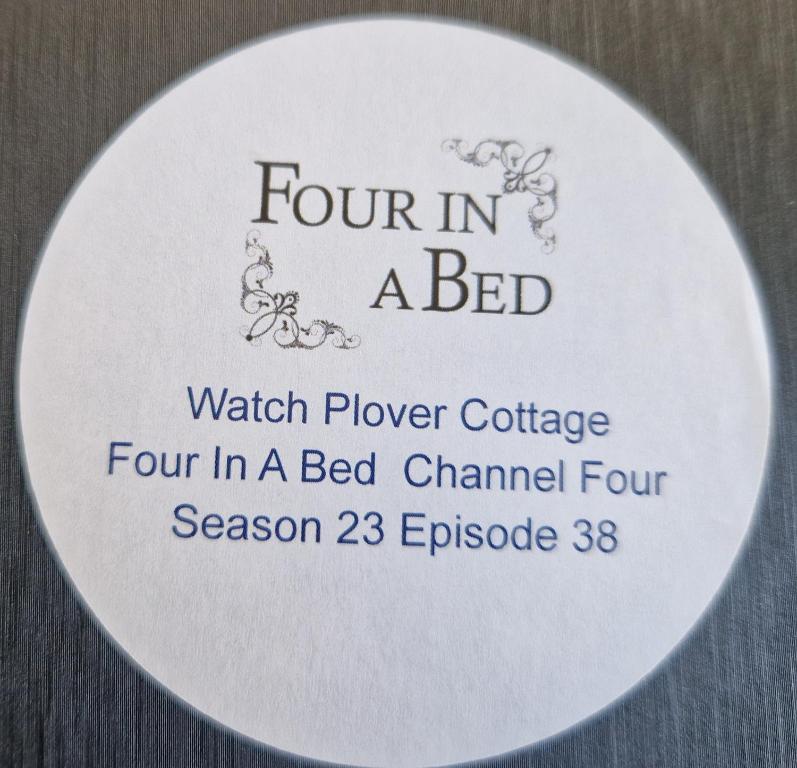 FOUR IN
A BED
Watch Plover Cottage
Four In A Bed  Channel Four
Season 23 Episode 38